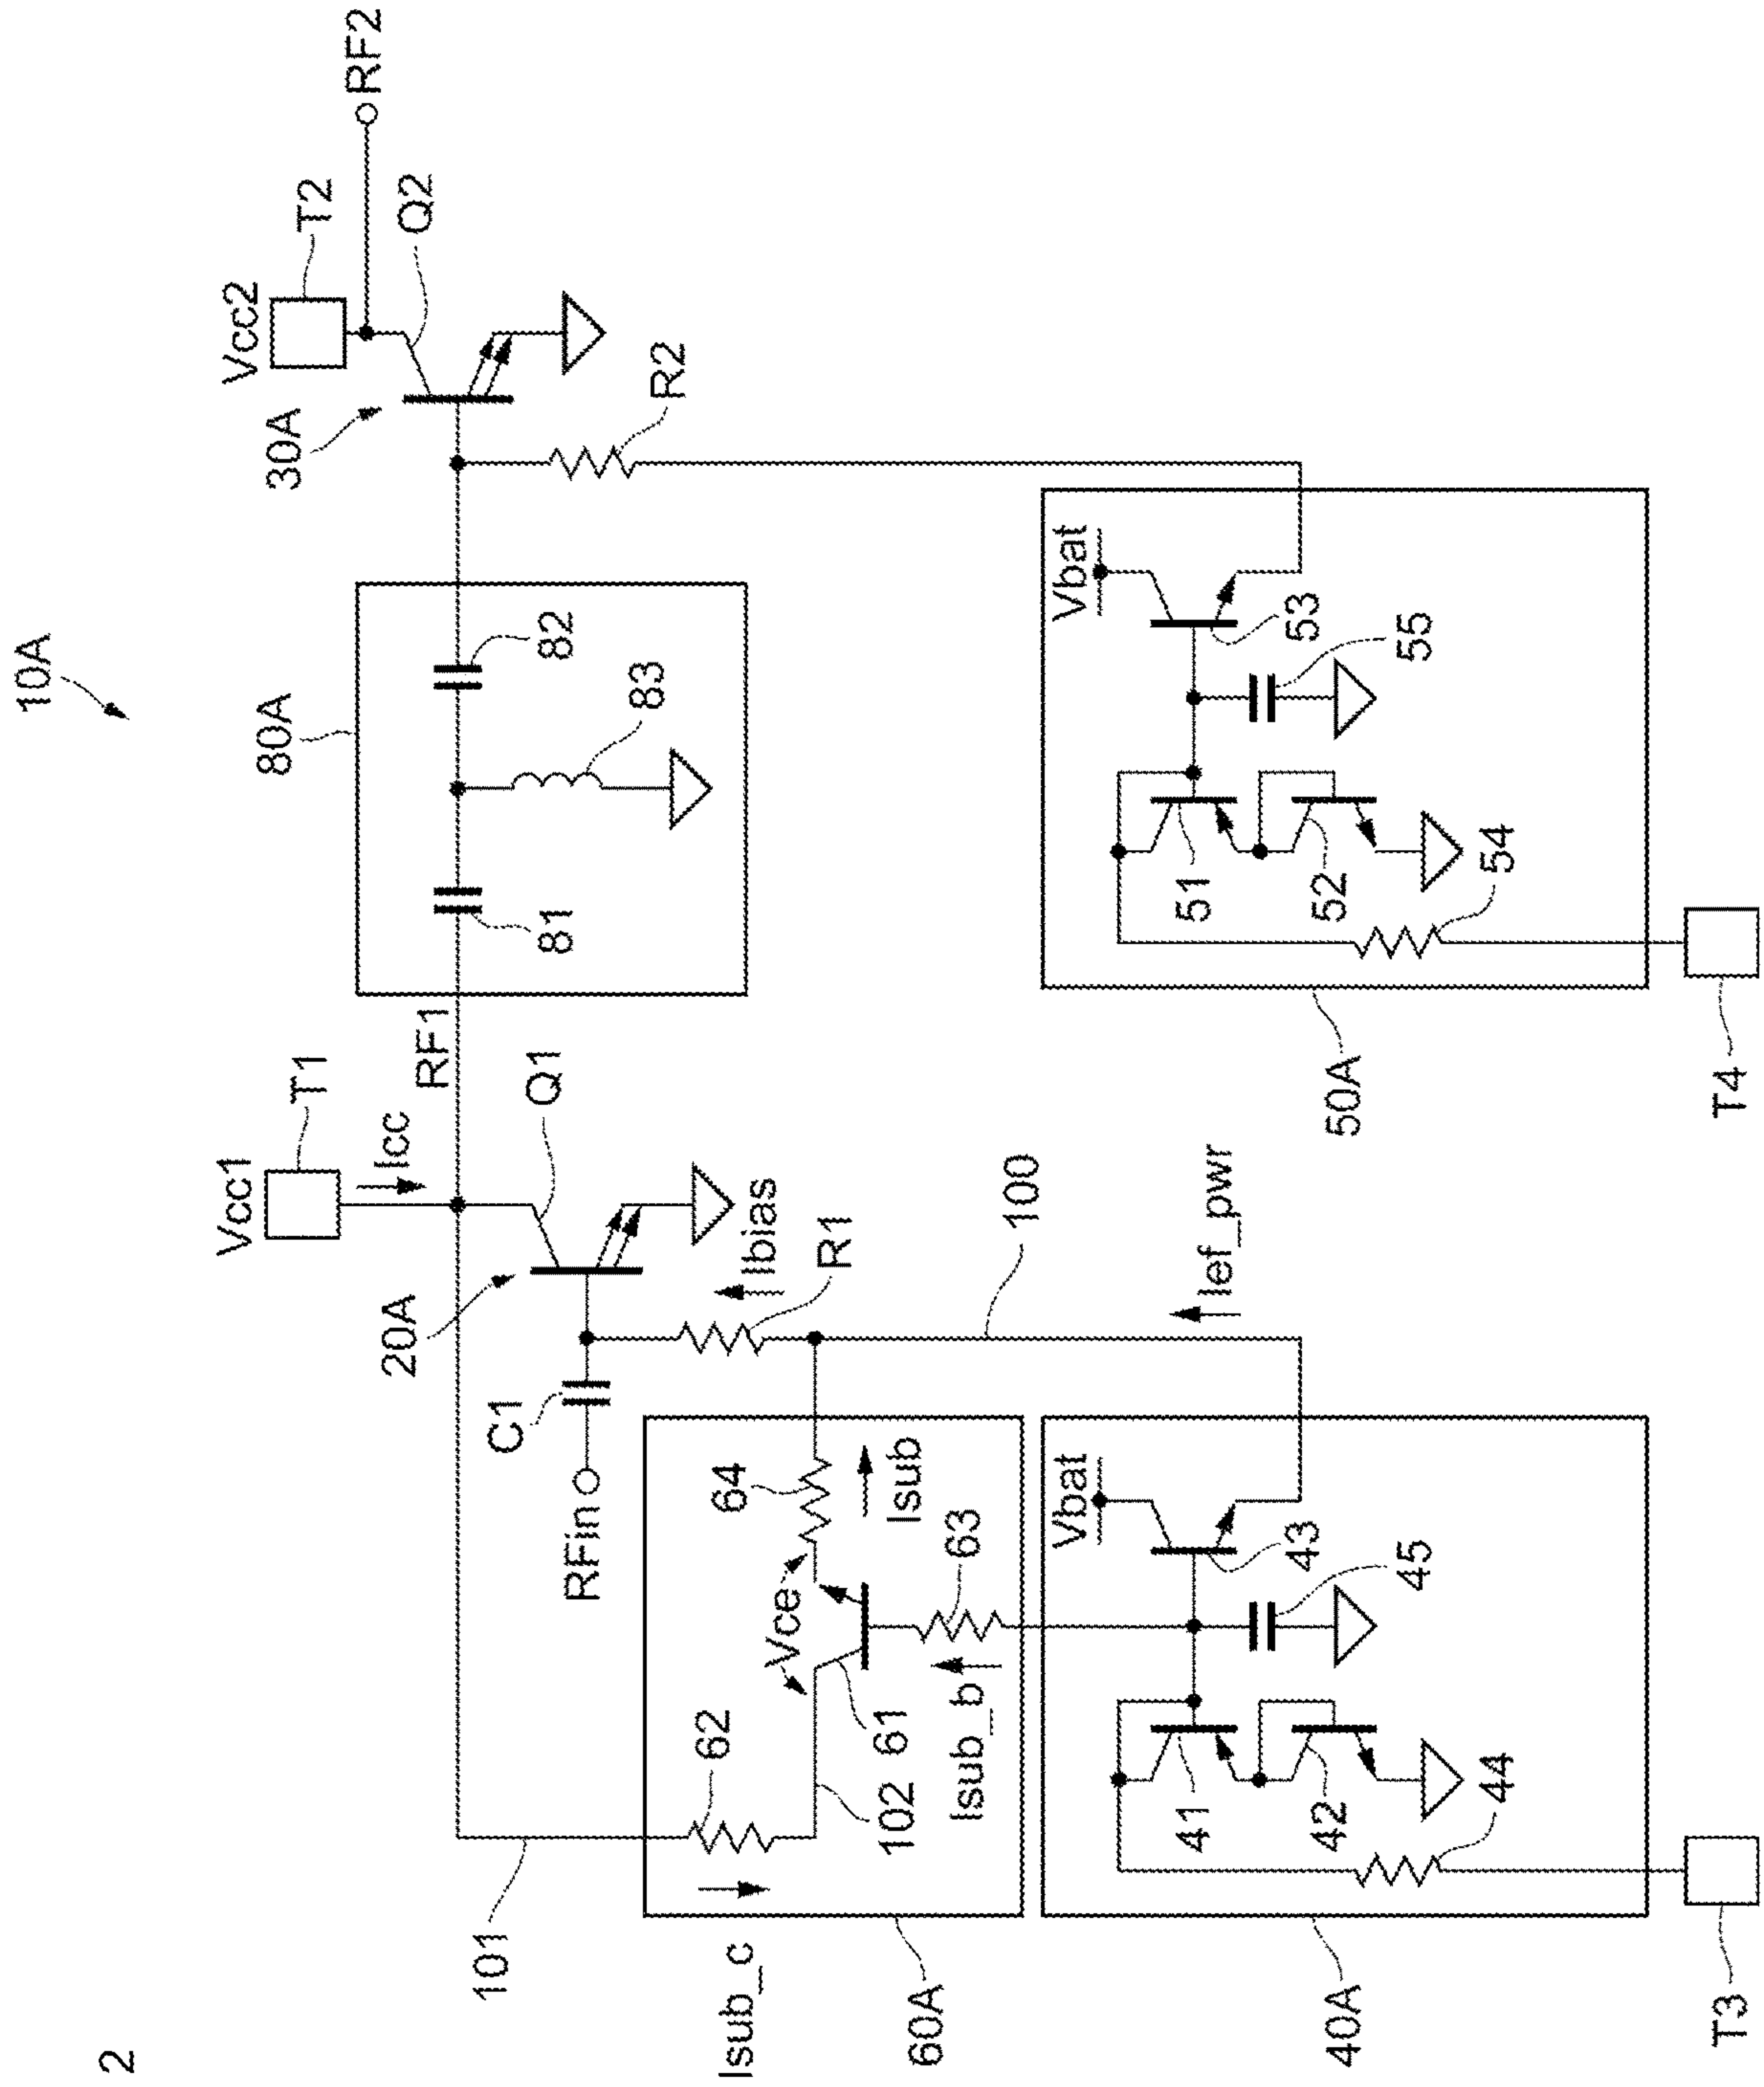 2
10A
Vcc1
T1
Icc
RF1
Vcc2
T2
RF2
30A
Q2
80A
81
82
83
R2
20A
Q1
C1
RFin
Ibias
R1
101
62
Isub_c
102
61
Vce
64
Isub
63
Isub_b
60A
100
Ief_pwr
Vbat
41
42
43
44
45
40A
T3
Vbat
51
52
53
54
55
50A
T4